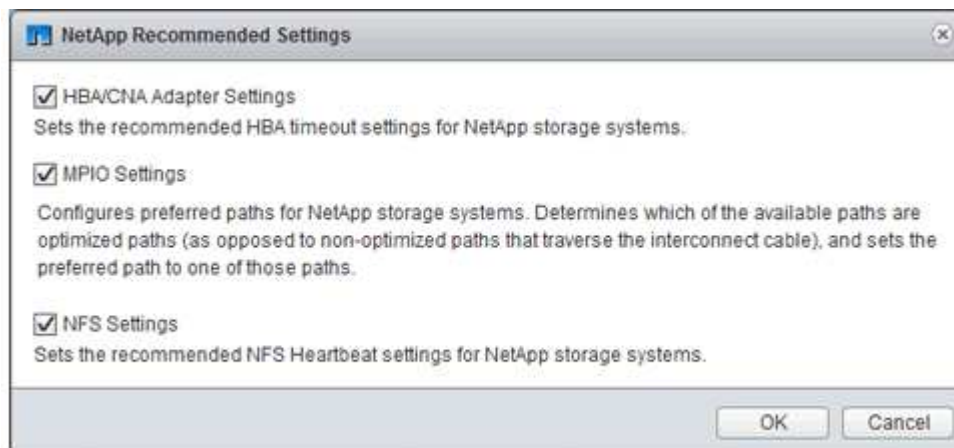 NetApp Recommended Settings
HBA/CNA Adapter Settings
Sets the recommended HBA timeout settings for NetApp storage systems.
MPIO Settings
Configures preferred paths for NetApp storage systems. Determines which of the available paths are
optimized paths (as opposed to non-optimized paths that traverse the interconnect cable), and sets the
preferred path to one of those paths.
NFS Settings
Sets the recommended NFS Heartbeat settings for NetApp storage systems.
OK
Cancel